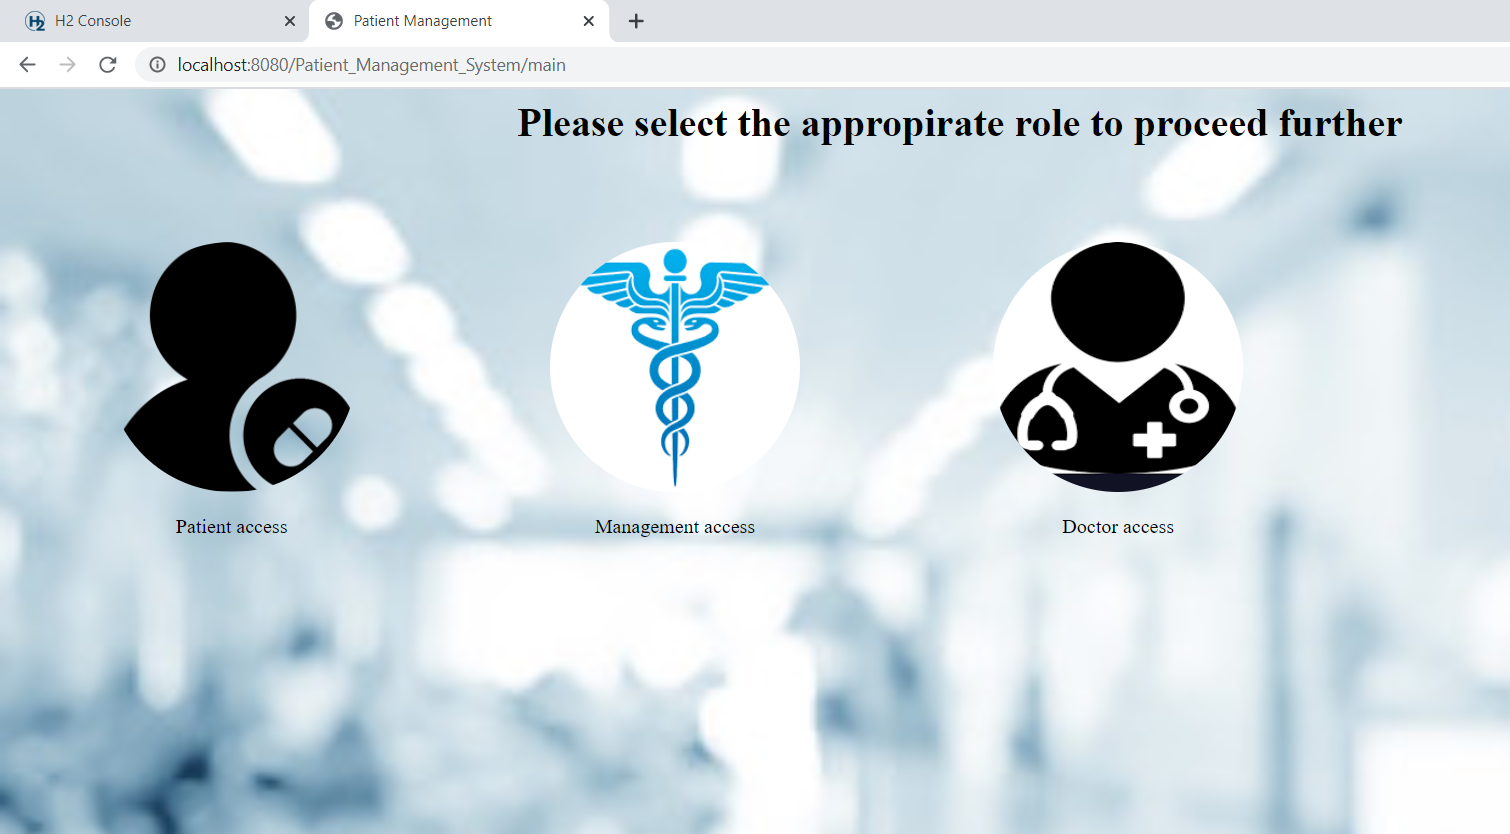 H2 Console
Patient Management
localhost:8080/Patient_Management_System/main
Please select the appropirate role to proceed further
Patient access
Management access
Doctor access